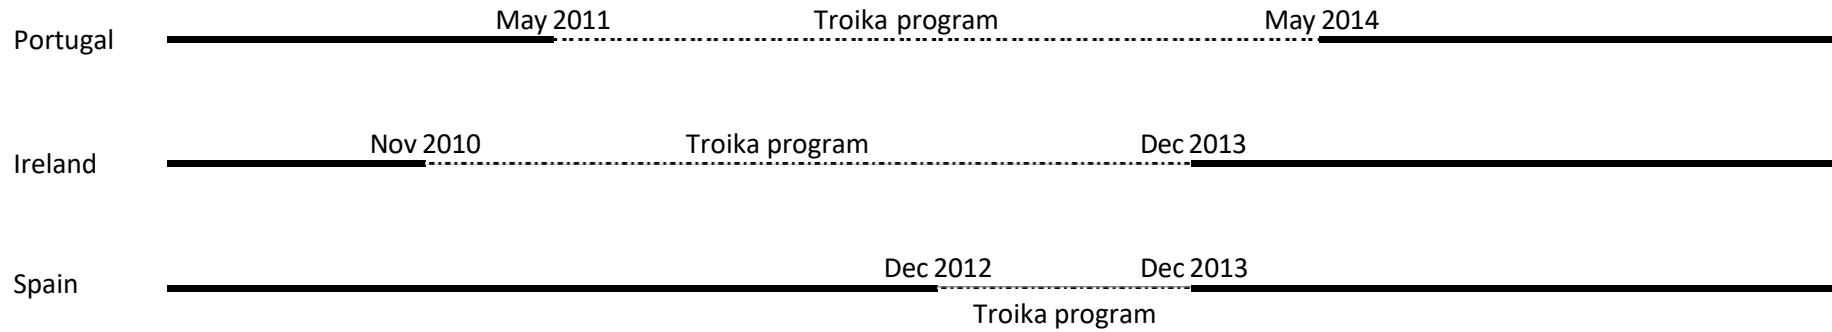 May 2011 Troika program May 2014
Portugal
Nov 2010 Troika program Dec 2013
Ireland
Dec 2012 Dec 2013
Spain
Troika program